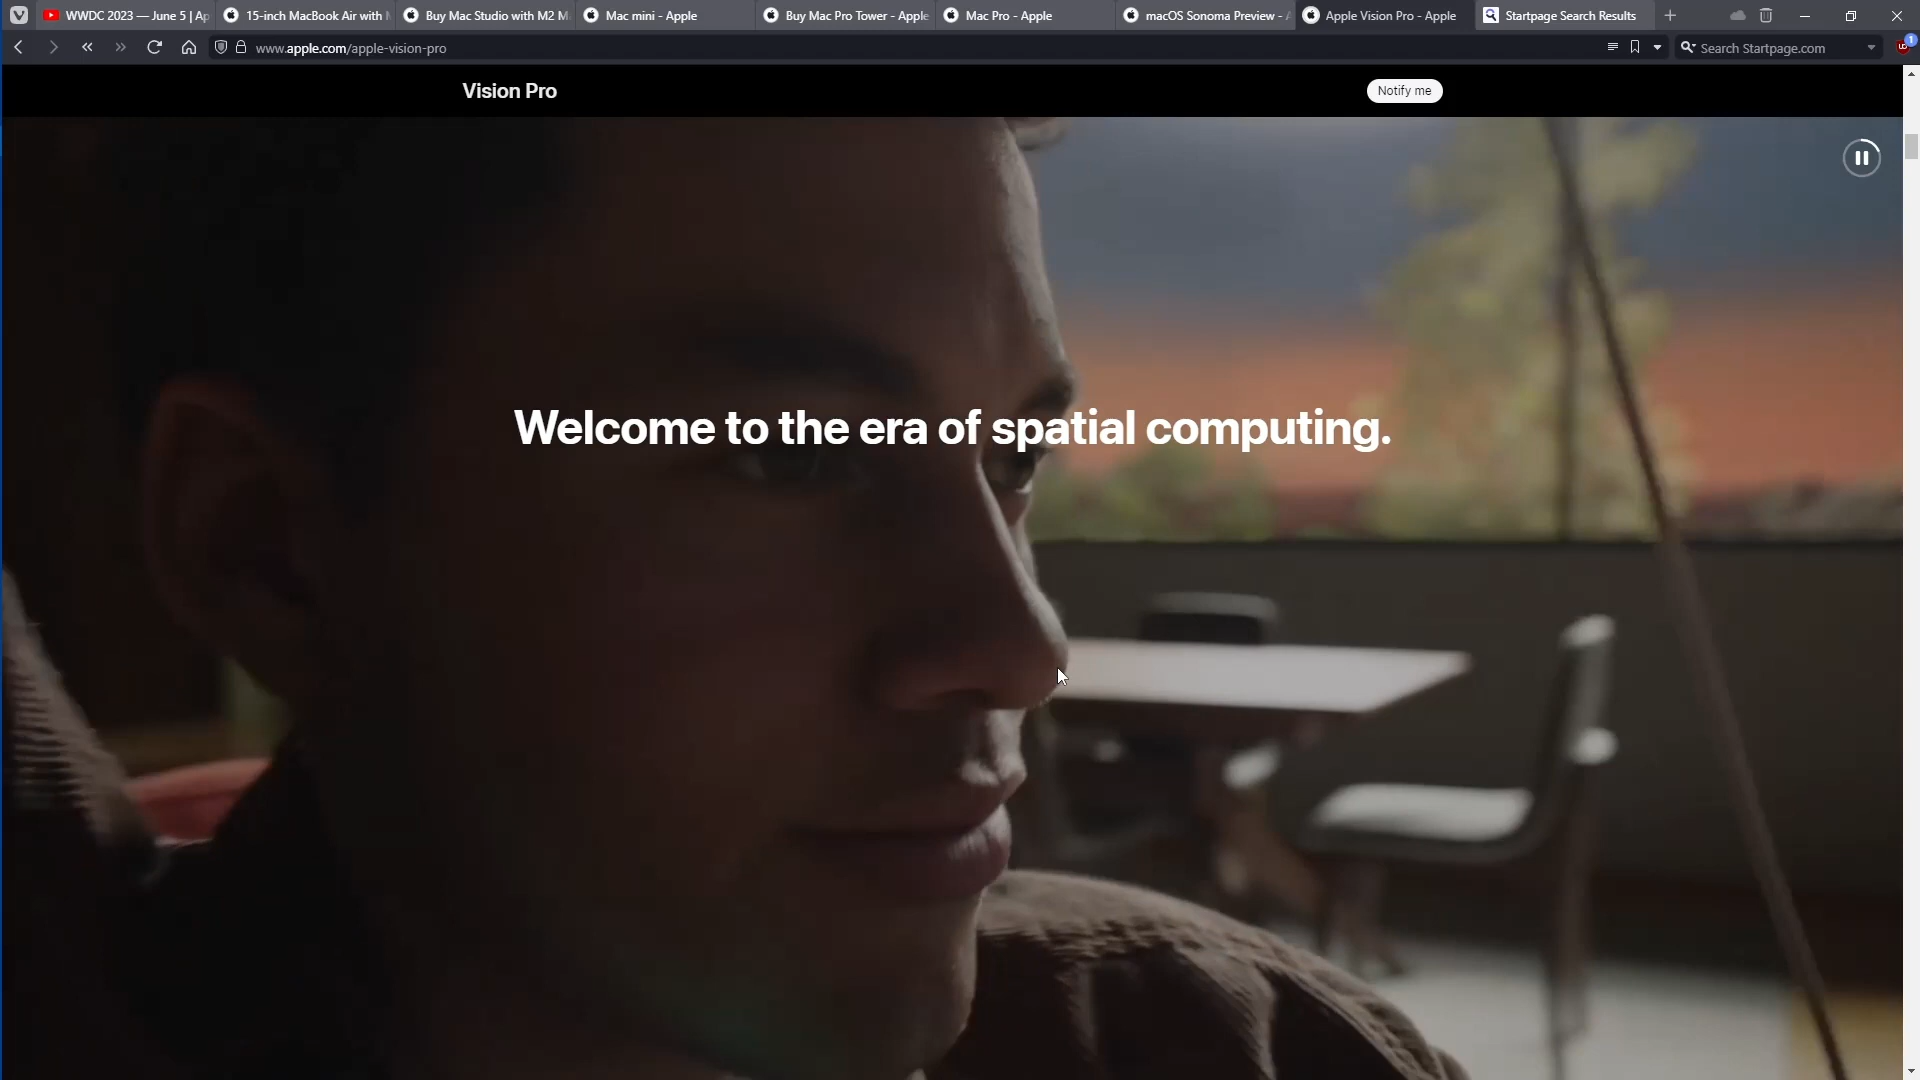 WWDC 2023 — June 5 | Ap
15-inch MacBook Air with
Buy Mac Studio with M2 M
Mac mini - Apple
Buy Mac Pro Tower - Apple
Mac Pro - Apple
macOS Sonoma Preview -
Apple Vision Pro - Apple
Startpage Search Results
www.apple.com/apple-vision-pro
Search Startpage.com
1
Vision Pro
Notify me
Welcome to the era of spatial computing.